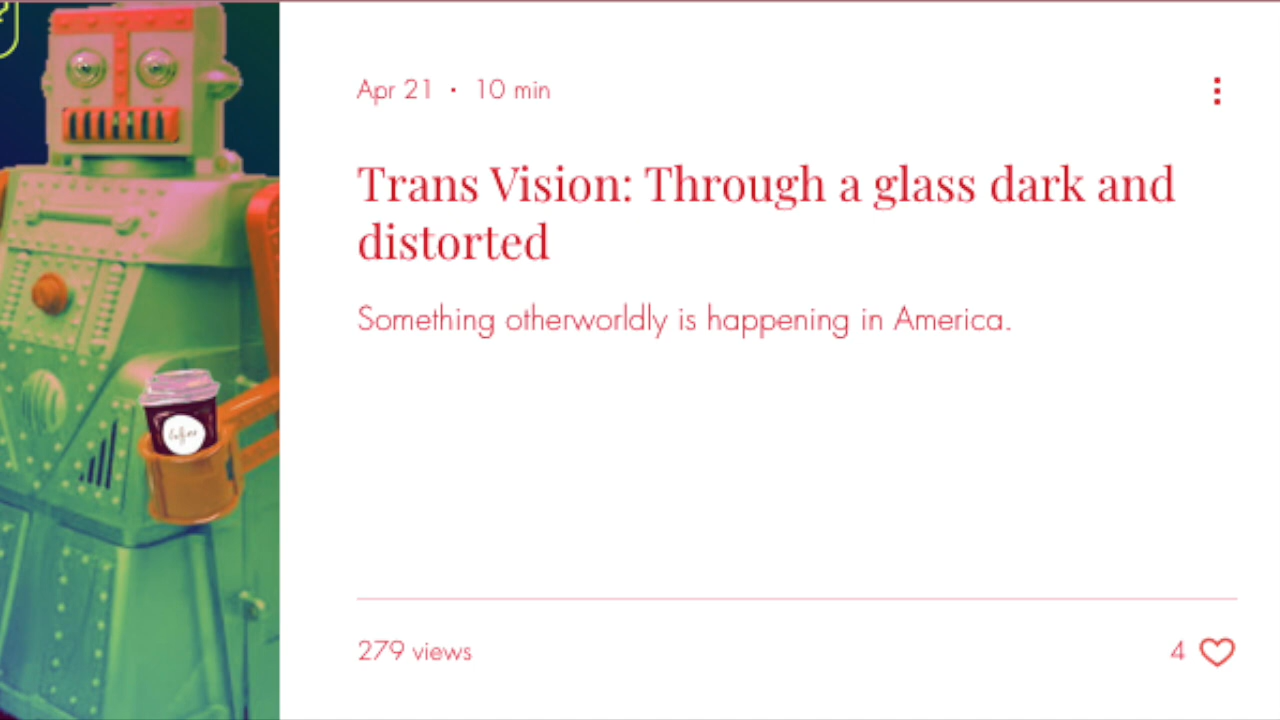 Apr 21 · 10 min
Trans Vision: Through a glass dark and
distorted
Something otherworldly is happening in America.
Coffee
279 views
4